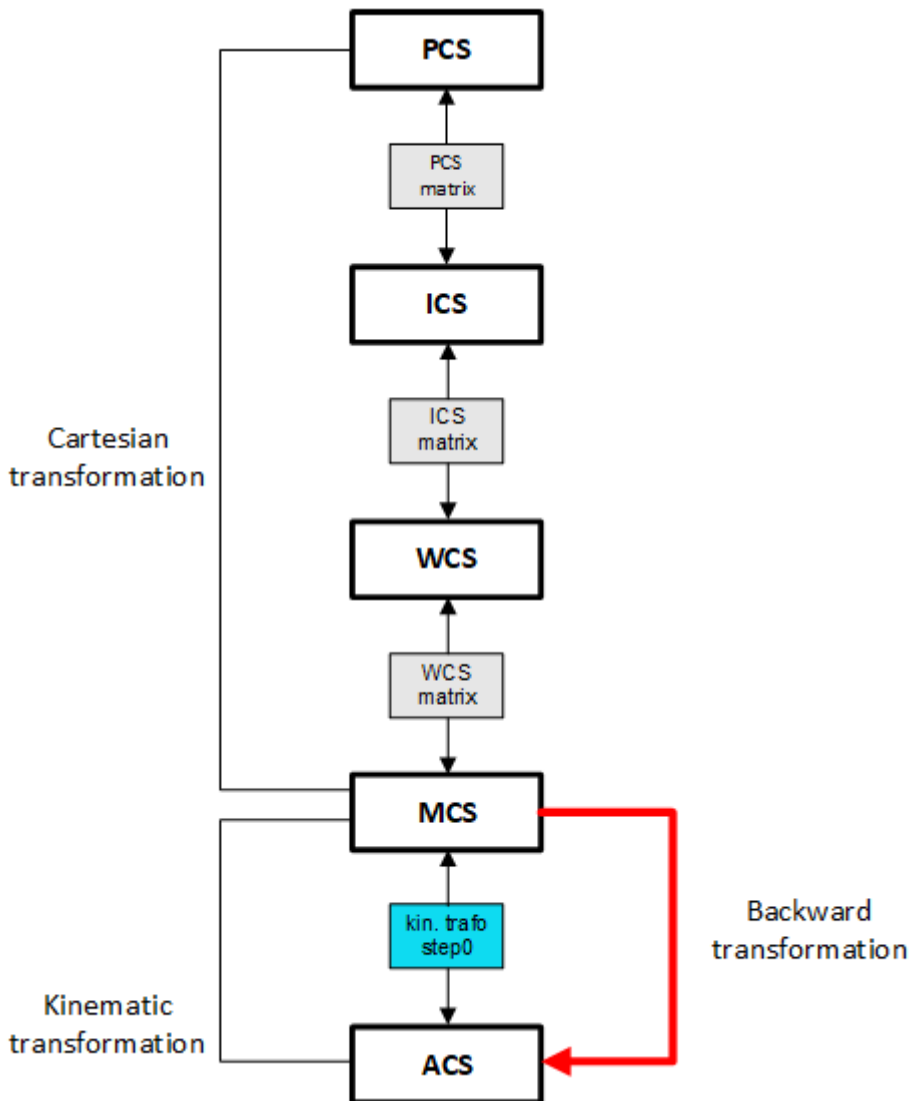 PCS
PCS
matrix
ICS
ICS
matrix
Cartesian
transformation
WCS
WCS
matrix
MCS
kin. trafo
step0
Backward
transformation
Kinematic
transformation
ACS